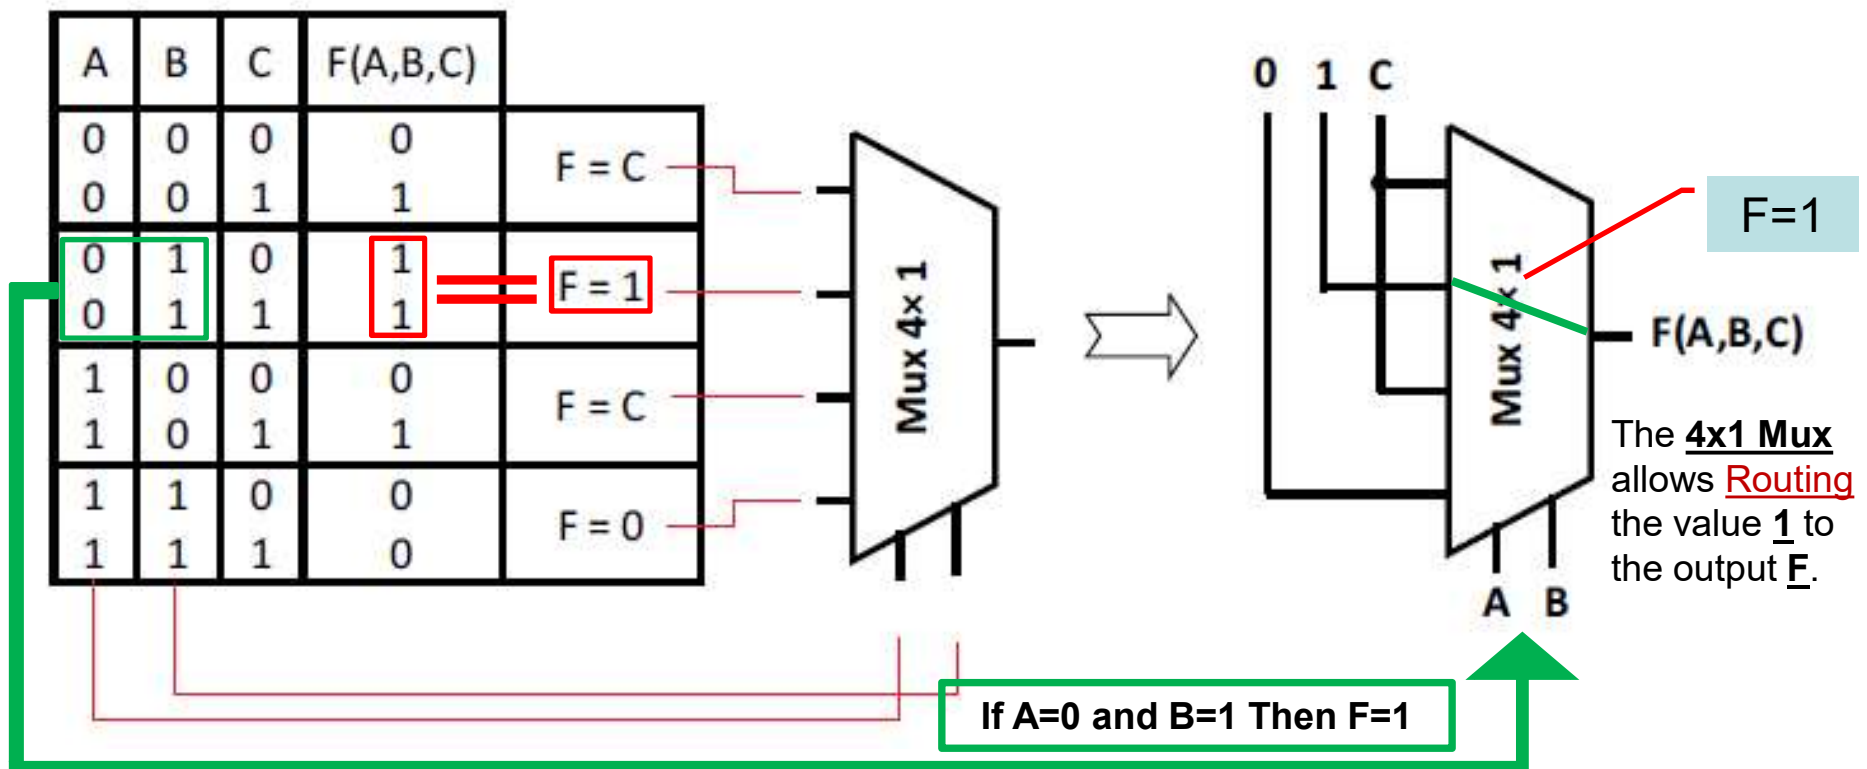 A B C F(A,B,C)
0 0 0 0
F = C
0 0 1 1
0 1 0 1
F = 1
0 1 1 1
1 0 0 0
F = C
1 0 1 1
1 1 0 0
F = 0
1 1 1 0
Mux 4× 1
0 1 C
Mux 4× 1
F=1
F(A,B,C)
A B
The 4x1 Mux
allows Routing
the value 1 to
the output F.
If A=0 and B=1 Then F=1